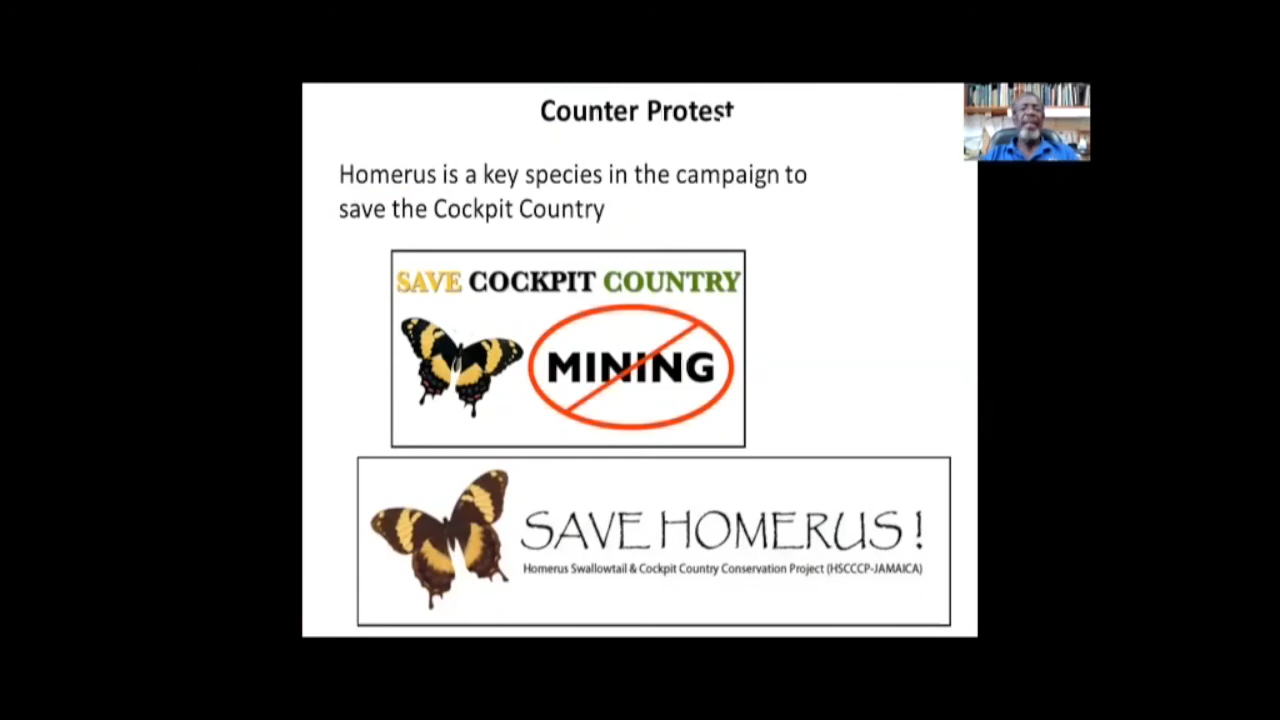 Counter Protest
Homerus is a key species in the campaign to
save the Cockpit Country
SAVE COCKPIT COUNTRY
MINING
SAVE HOMERUS!
Homerus Swallowtail & Cockpit Country Conservation Project (HSCCCP-JAMAICA)